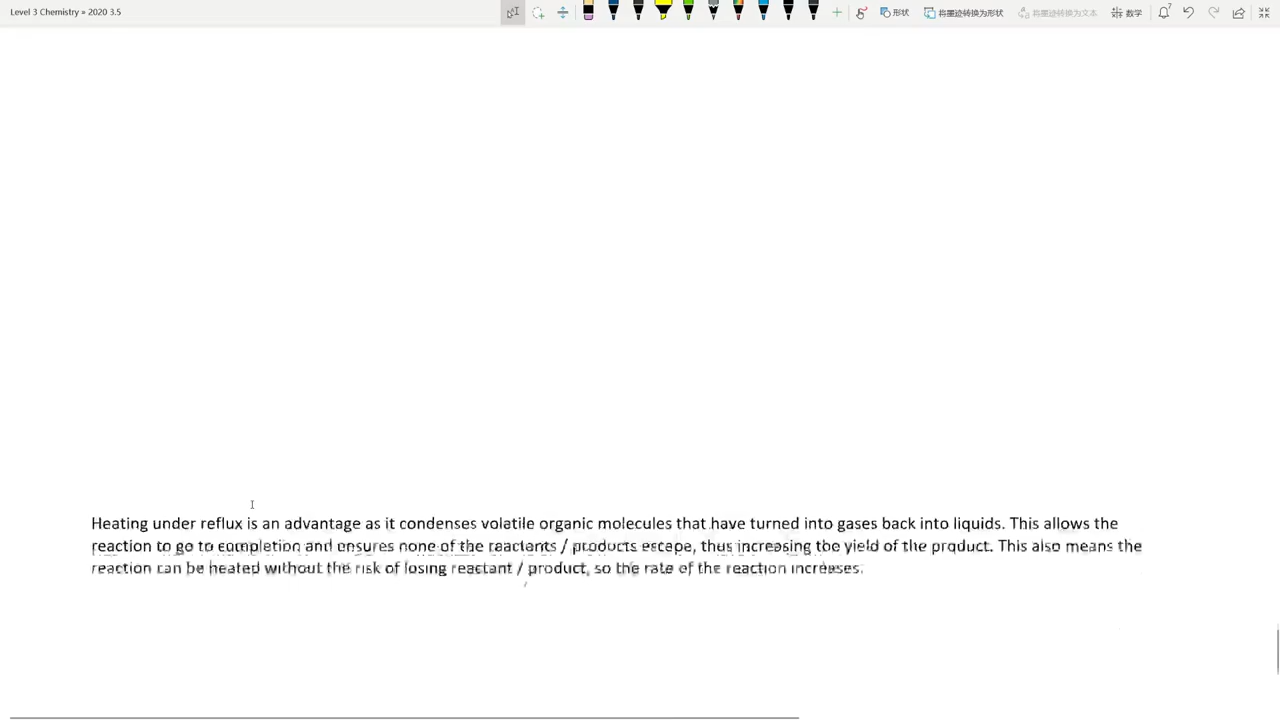 Level 3 Chemistry » 2020 3.5
形状 将墨迹转换为形状 将墨迹转换为文本 数学
Heating under reflux is an advantage as it condenses volatile organic molecules that have turned into gases back into liquids. This allows the
reaction to go to completion and ensures none of the reactants / products escape, thus increasing the yield of the product. This also means the
reaction can be heated without the risk of losing reactant / product, so the rate of the reaction increases.